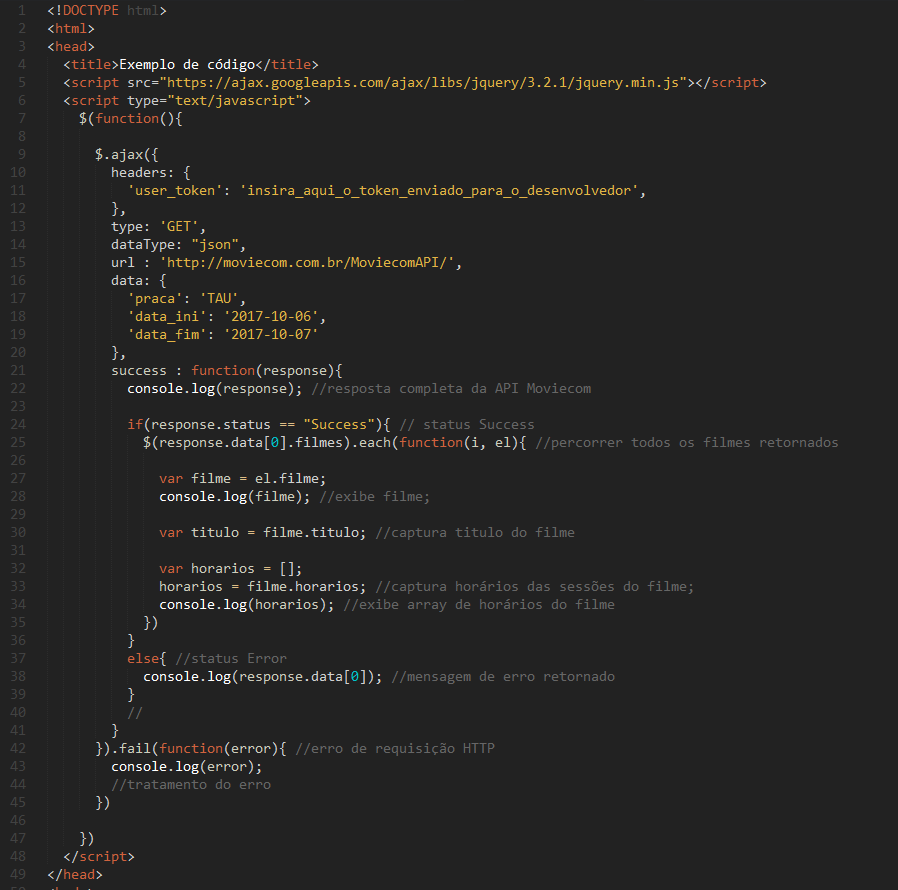 1 <!DOCTYPE html>
2 <html>
3 <head>
4 <title>Exemplo de código</title>
5 <script src="https://ajax.googleapis.com/ajax/libs/jquery/3.2.1/jquery.min.js"></script>
6 <script type="text/javascript">
7 $(function(){
8
9 $.ajax({
10 headers: {
11 'user_token': 'insira_aqui_o_token_enviado_para_o_desenvolvedor',
12 },
13 type: 'GET',
14 dataType: "json",
15 url : 'http://moviecom.com.br/MoviecomAPI/',
16 data: {
17 'praca': 'TAU',
18 'data_ini': '2017-10-06',
19 'data_fim': '2017-10-07'
20 },
21 success : function(response){
22 console.log(response); //resposta completa da API Moviecom
23
24 if(response.status == "Success"){ // status Success
25 $(response.data[0].filmes).each(function(i, el){ //percorrer todos os filmes retornados
26
27 var filme = el.filme;
28 console.log(filme); //exibe filme;
29
30 var titulo = filme.titulo; //captura titulo do filme
31
32 var horarios = [];
33 horarios = filme.horarios; //captura horários das sessões do filme;
34 console.log(horarios); //exibe array de horários do filme
35 })
36 }
37 else{ //status Error
38 console.log(response.data[0]); //mensagem de erro retornado
39 }
40 //
41 }
42 }).fail(function(error){ //erro de requisição HTTP
43 console.log(error);
44 //tratamento do erro
45 })
46
47 })
48 </script>
49 </head>